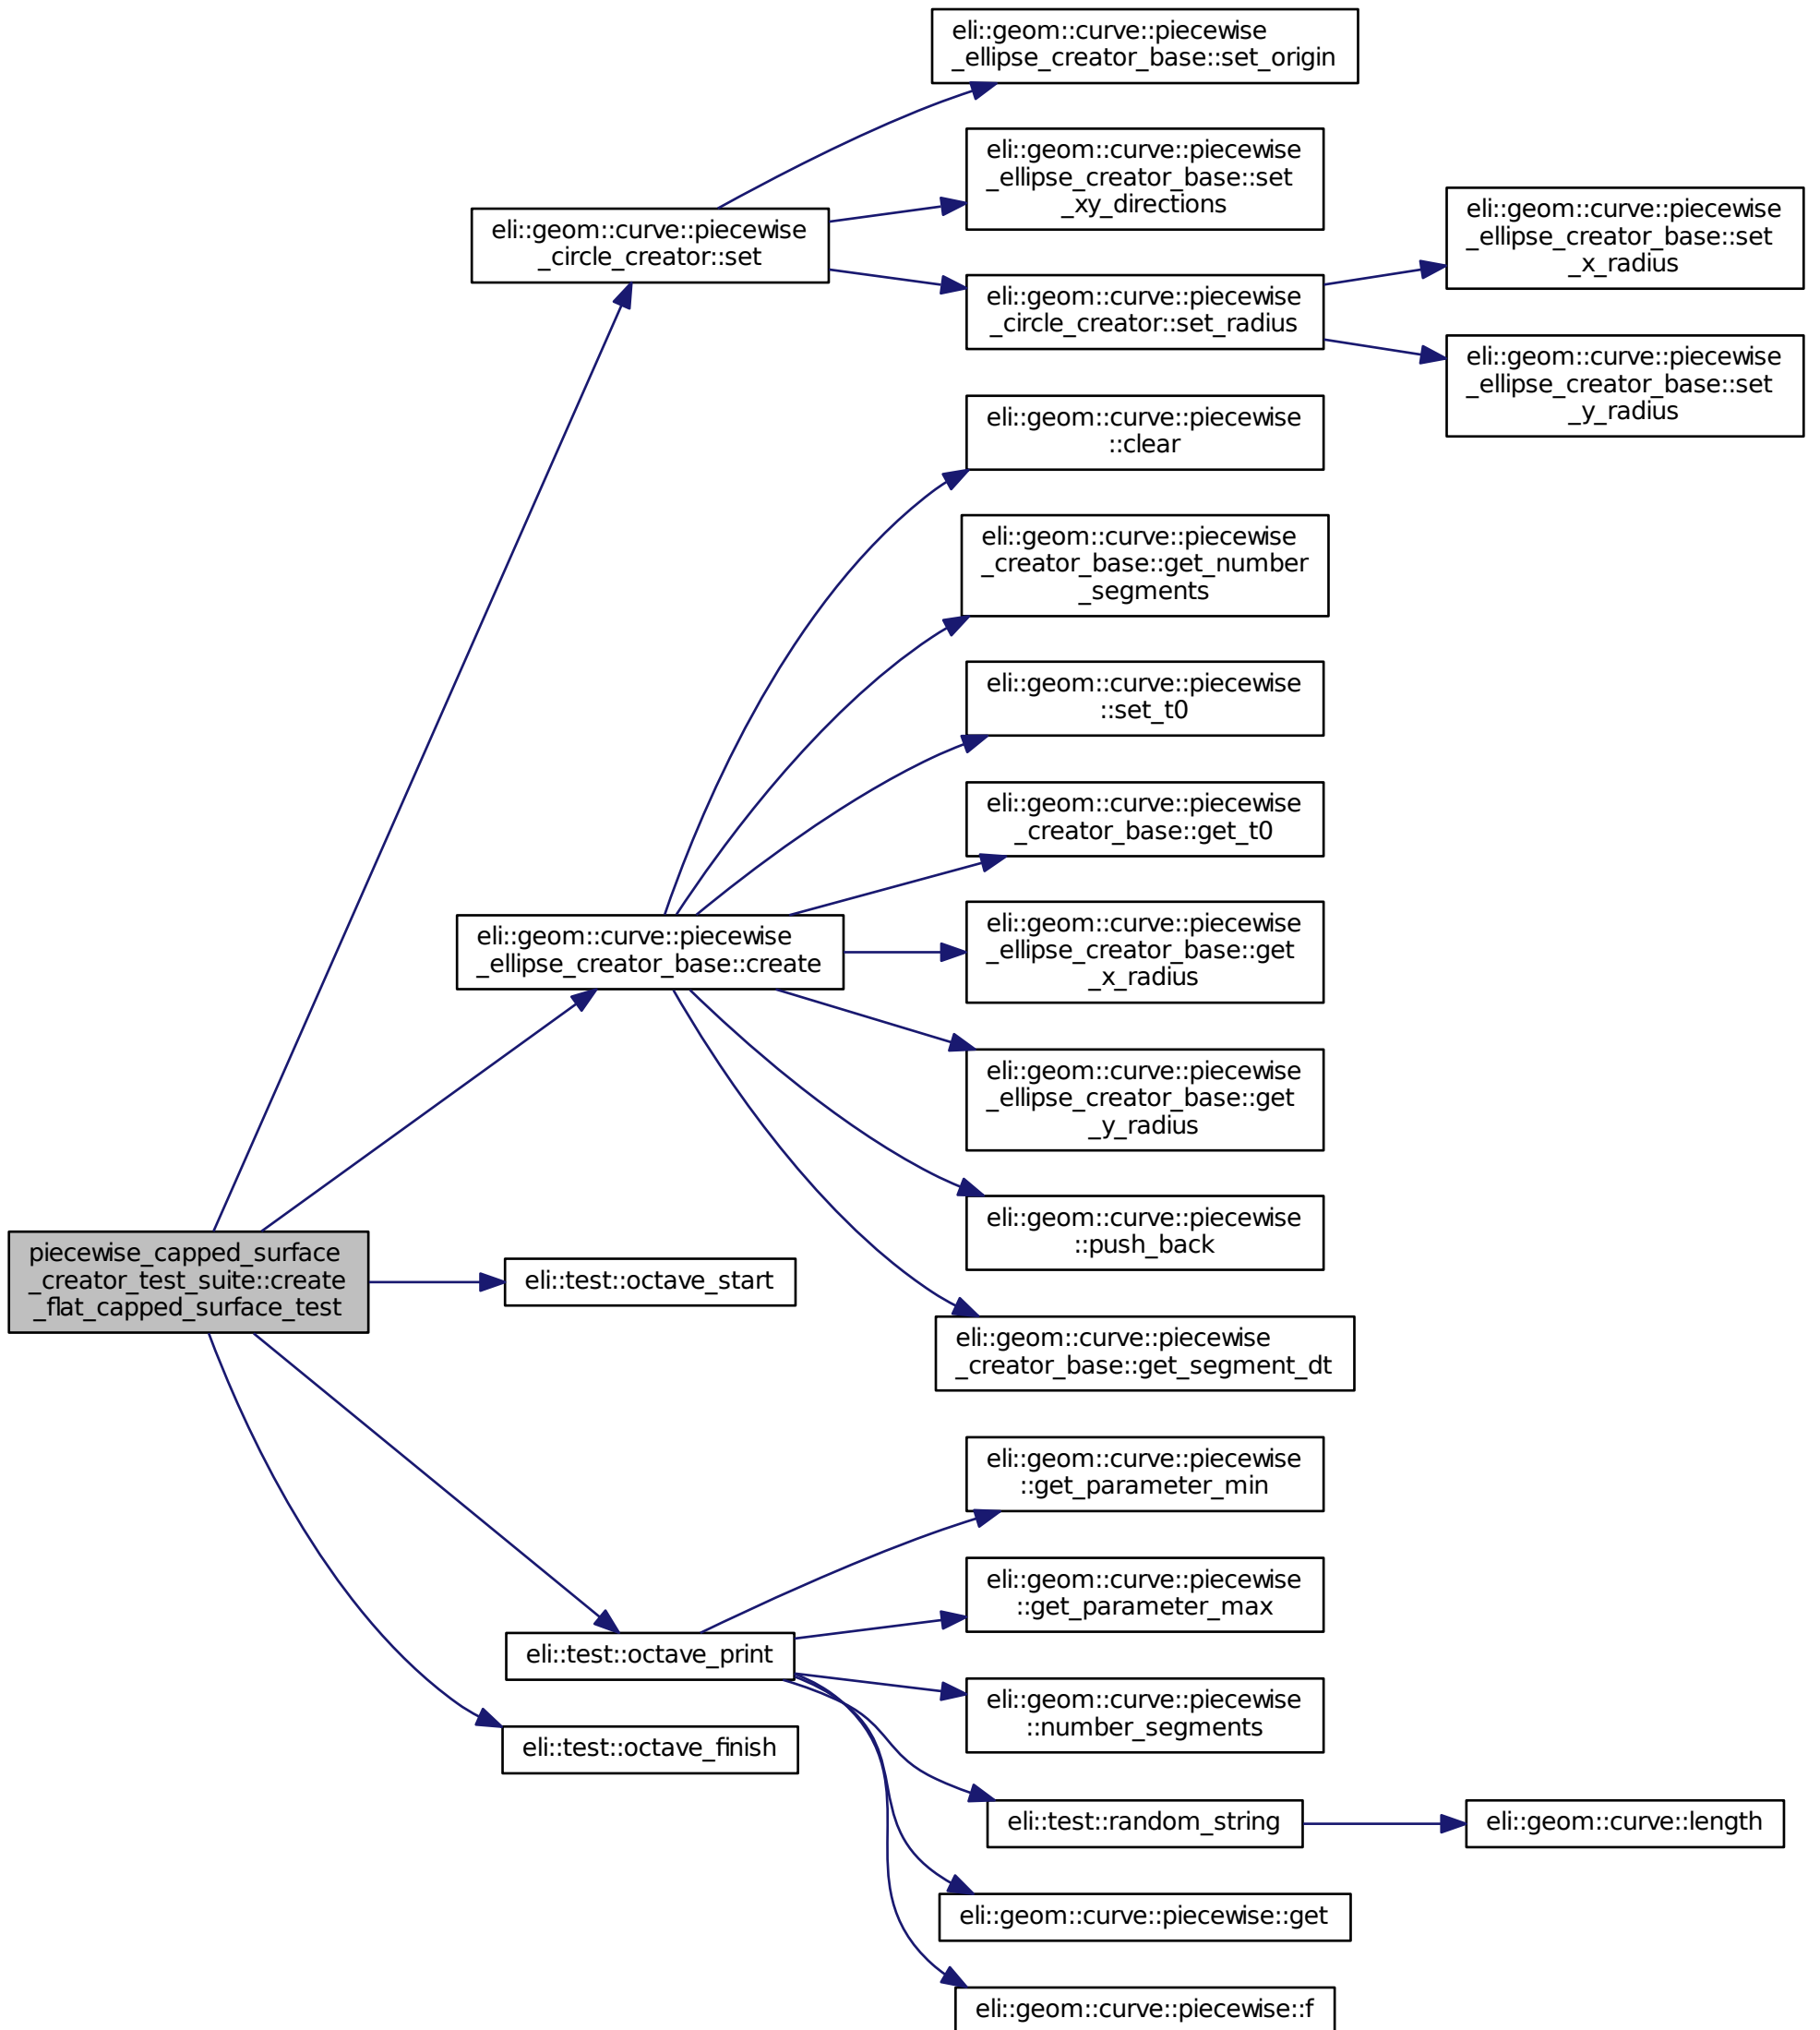 eli::geom::curve::piecewise
_ellipse_creator_base::set_origin
eli::geom::curve::piecewise
_ellipse_creator_base::set
_xy_directions
eli::geom::curve::piecewise
_ellipse_creator_base::set
_x_radius
eli::geom::curve::piecewise
_circle_creator::set
eli::geom::curve::piecewise
_circle_creator::set_radius
eli::geom::curve::piecewise
_ellipse_creator_base::set
_y_radius
eli::geom::curve::piecewise
::clear
eli::geom::curve::piecewise
_creator_base::get_number
_segments
eli::geom::curve::piecewise
::set_t0
eli::geom::curve::piecewise
_creator_base::get_t0
eli::geom::curve::piecewise
_ellipse_creator_base::create
eli::geom::curve::piecewise
_ellipse_creator_base::get
_x_radius
eli::geom::curve::piecewise
_ellipse_creator_base::get
_y_radius
eli::geom::curve::piecewise
::push_back
piecewise_capped_surface
_creator_test_suite::create
_flat_capped_surface_test
eli::test::octave_start
eli::geom::curve::piecewise
_creator_base::get_segment_dt
eli::geom::curve::piecewise
::get_parameter_min
eli::geom::curve::piecewise
::get_parameter_max
eli::test::octave_print
eli::geom::curve::piecewise
::number_segments
eli::test::octave_finish
eli::test::random_string
eli::geom::curve::length
eli::geom::curve::piecewise::get
eli::geom::curve::piecewise::f